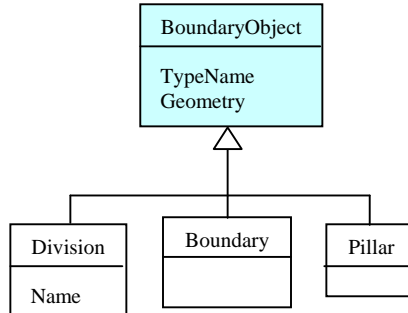 BoundaryObject
TypeName
Geometry
Division
Boundary
Pillar
Name